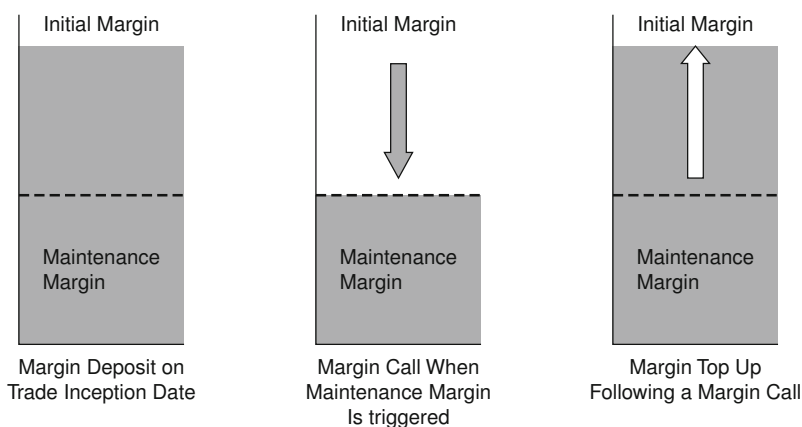 Initial Margin
Initial Margin
Initial Margin
Maintenance
Margin
Maintenance
Margin
Maintenance
Margin
Margin Deposit on
Trade Inception Date
Margin Call When
Maintenance Margin
Is triggered
Margin Top Up
Following a Margin Call